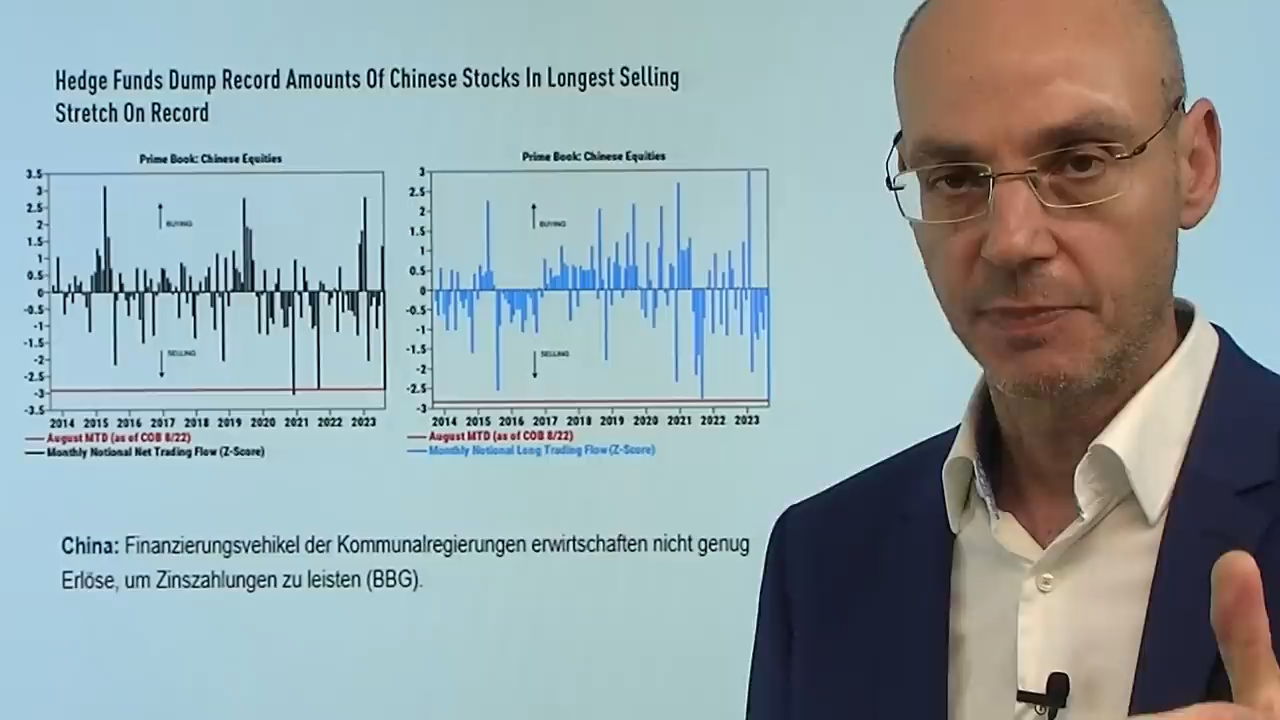 Hedge Funds Dump Record Amounts Of Chinese Stocks In Longest Selling
Stretch On Record
Prime Book: Chinese Equities
3.5
3
2.5
2
1.5
1
0.5
0
-0.5
-1
-1.5
-2
-2.5
-3
-3.5
BUYING
SELLING
2014 2015 2016 2017 2018 2019 2020 2021 2022 2023
August MTD (as of COB 8/22)
Monthly Notional Net Trading Flow (Z-Score)
Prime Book: Chinese Equities
3
2.5
2
1.5
1
0.5
0
-0.5
-1
-1.5
-2
-2.5
-3
BUYING
SELLING
2014 2015 2016 2017 2018 2019 2020 2021 2022 2023
August MTD (as of COB 8/22)
Monthly Notional Long Trading Flow (Z-Score)
China: Finanzierungsvehikel der Kommunalregierungen erwirtschaften nicht genug
Erlöse, um Zinszahlungen zu leisten (BBG).